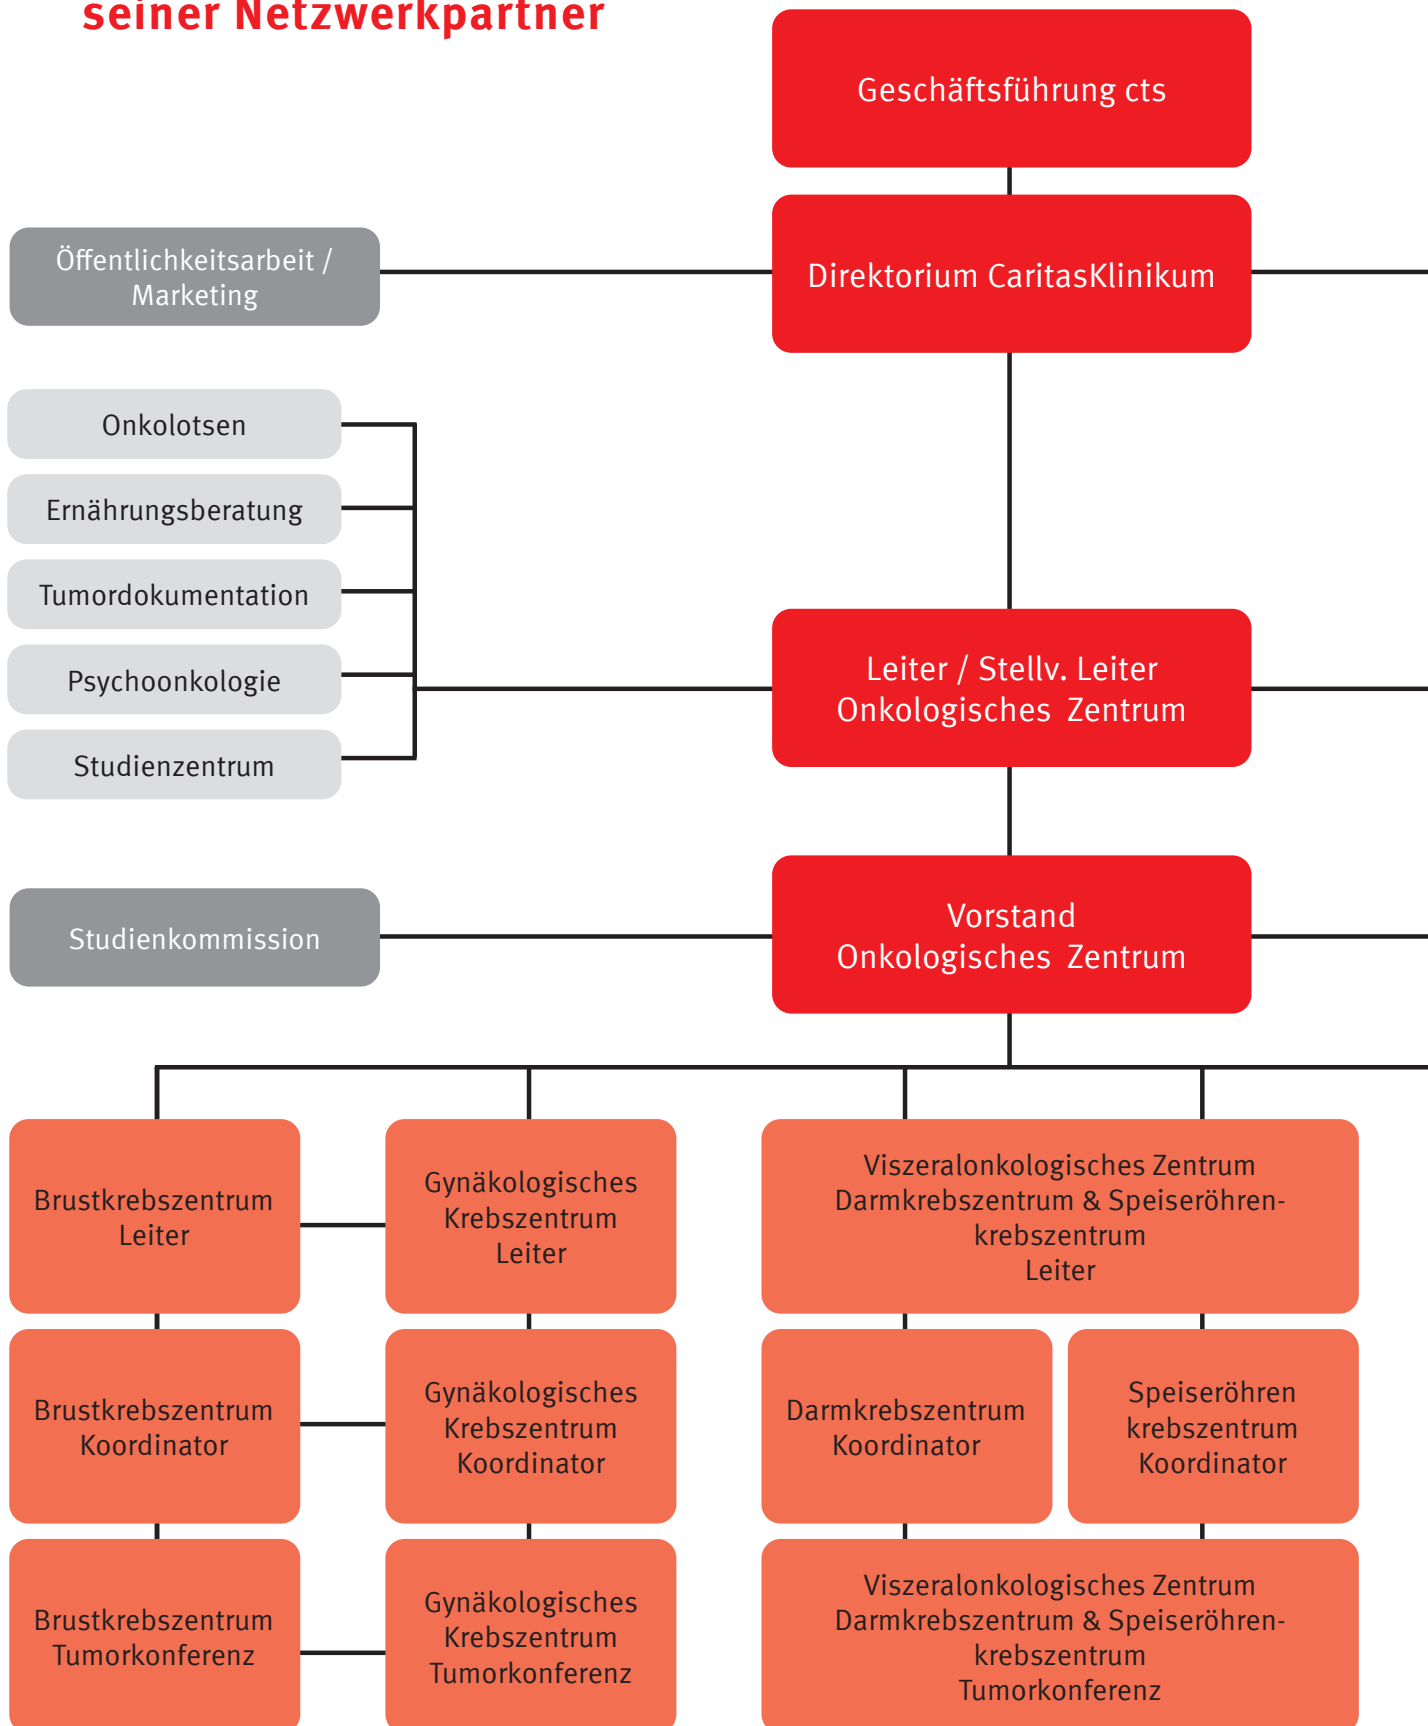 seiner Netzwerkpartner
Geschäftsführung cts
Öffentlichkeitsarbeit /
Marketing
Direktorium CaritasKlinikum
Onkolotsen
Ernährungsberatung
Tumordokumentation
Psychoonkologie
Studienzentrum
Leiter / Stellv. Leiter
Onkologisches Zentrum
Studienkommission
Vorstand
Onkologisches Zentrum
Brustkrebszentrum
Leiter
Gynäkologisches
Krebszentrum
Leiter
Viszeralonkologisches Zentrum
Darmkrebszentrum & Speiseröhren-
krebszentrum
Leiter
Brustkrebszentrum
Koordinator
Gynäkologisches
Krebszentrum
Koordinator
Darmkrebszentrum
Koordinator
Speiseröhren
krebszentrum
Koordinator
Brustkrebszentrum
Tumorkonferenz
Gynäkologisches
Krebszentrum
Tumorkonferenz
Viszeralonkologisches Zentrum
Darmkrebszentrum & Speiseröhren-
krebszentrum
Tumorkonferenz